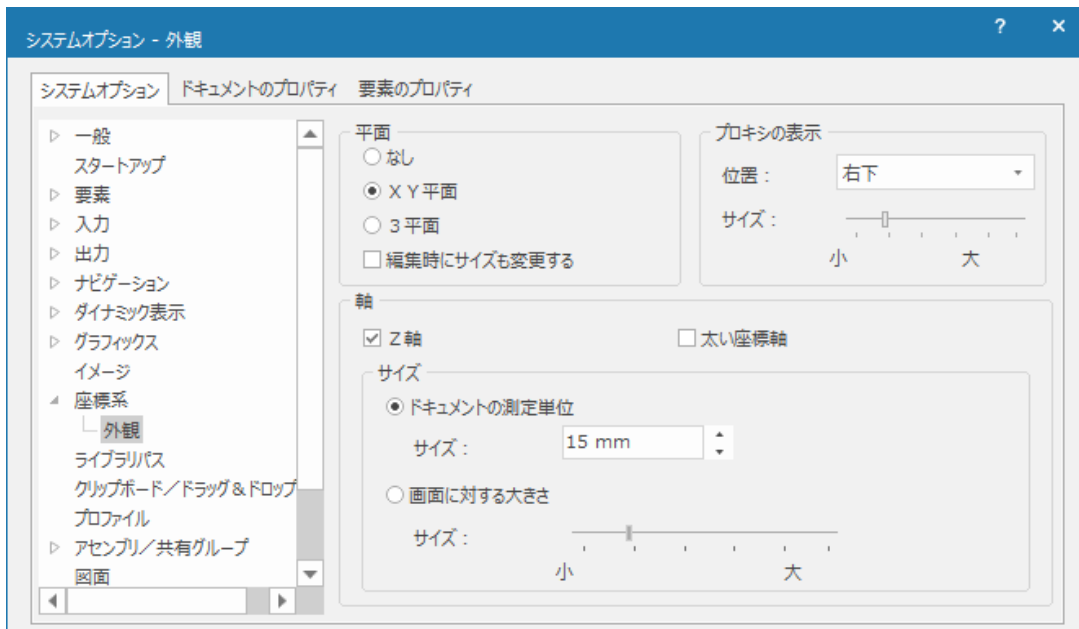 システムオプション - 外観
? ×
システムオプション ドキュメントのプロパティ 要素のプロパティ
一般
スタートアップ
要素
入力
出力
ナビゲーション
ダイナミック表示
グラフィックス
イメージ
座標系
外観
ライブラリパス
クリップボード／ドラッグ＆ドロップ
プロファイル
アセンブリ／共有グループ
図面
平面
なし
ＸＹ平面
３平面
編集時にサイズも変更する
プロキシの表示
位置： 右下
サイズ：
小 大
軸
Ｚ軸 太い座標軸
サイズ
ドキュメントの測定単位
サイズ： 15 mm
画面に対する大きさ
サイズ：
小 大